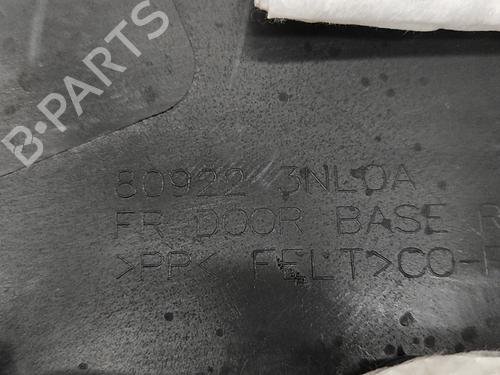 B-PARTS
80922 3NL0A
FR DOOR BASE R
>PP< FELT>CO-